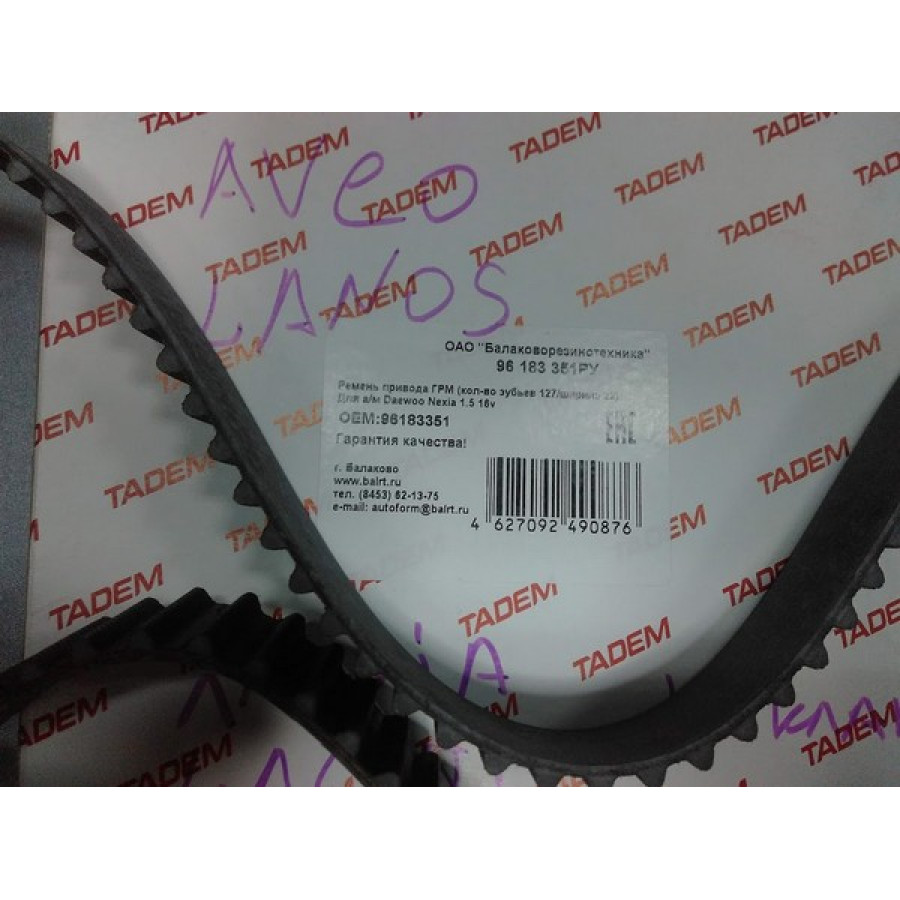 TADEM
AVEO
LANOS
ОАО "Балаковорезинотехника"
96 183 351РУ
Ремень привода ГРМ (кол-во зубьев 127/ширина
Для а/м Daewoo Nexia 1.5 16v
OEM:96183351
Гарантия качества!
EAC
г. Балаково
www.balrt.ru
тел. (8453) 62-13-75
e-mail: autoform@balrt.ru
4 627092 490876